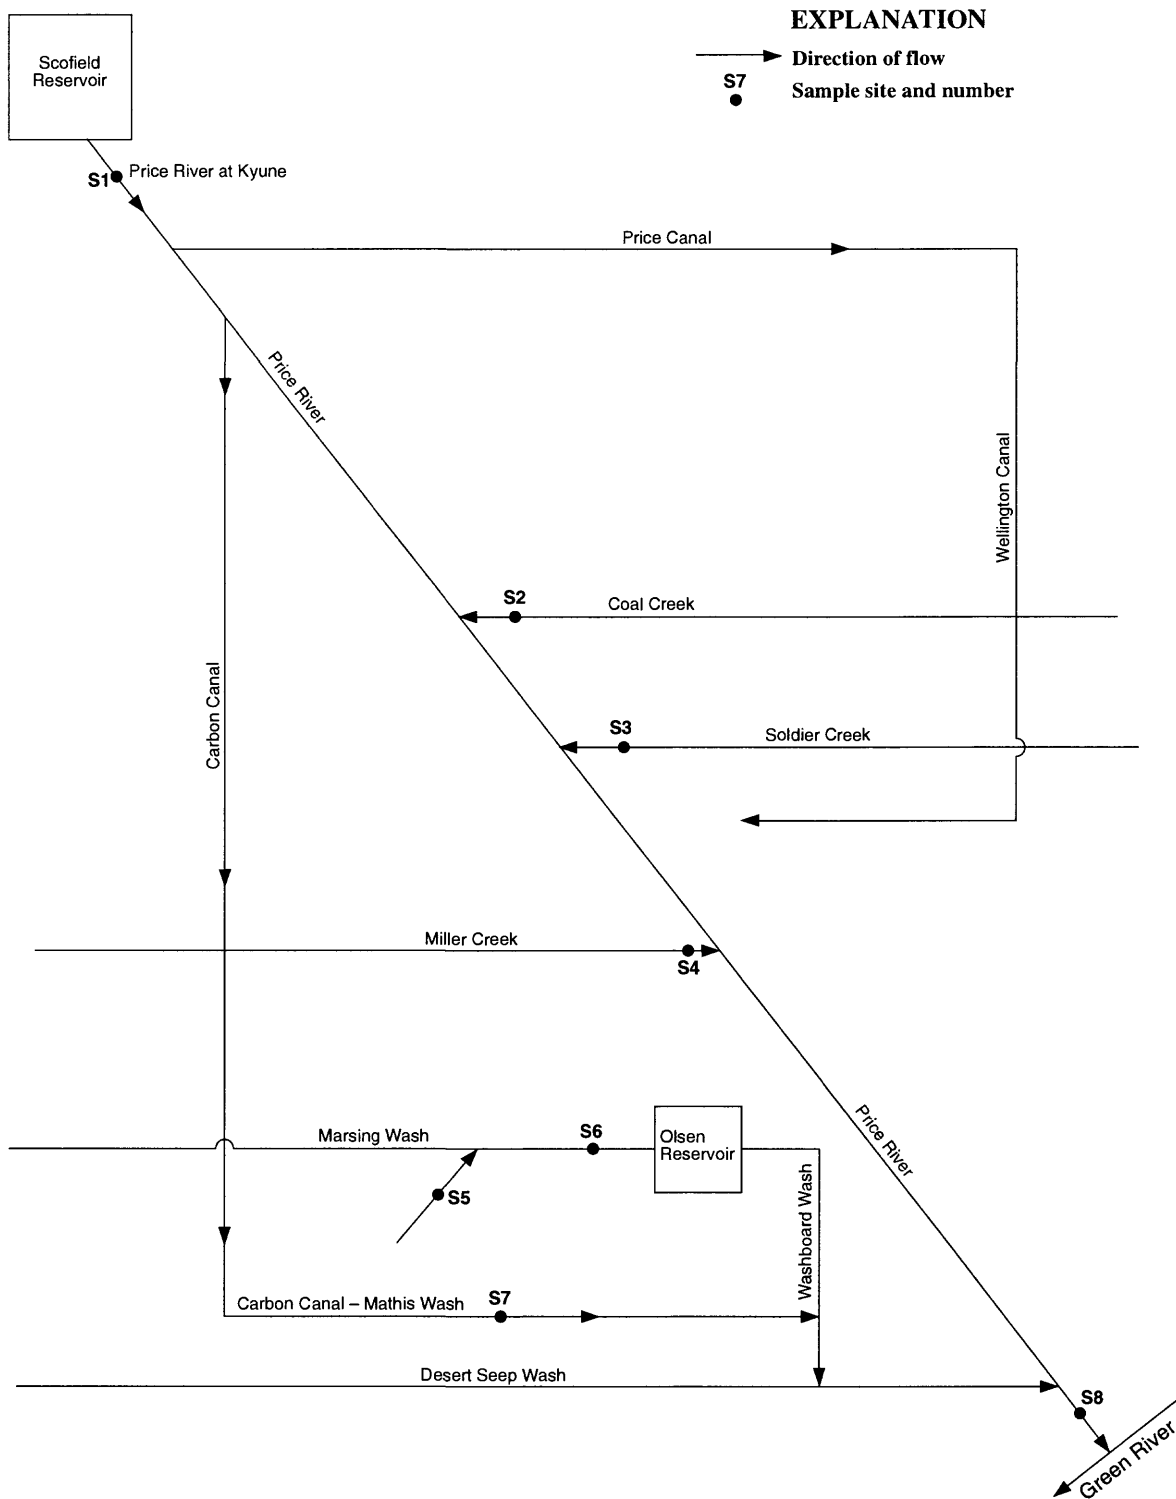 EXPLANATION
Direction of flow
S7
Sample site and number
Scofield
Reservoir
S1
Price River at Kyune
Price Canal
Price River
Wellington Canal
S2
Coal Creek
Carbon Canal
S3
Soldier Creek
Miller Creek
S4
Price River
Marsing Wash
S6
Olsen
Reservoir
S5
Washboard Wash
Carbon Canal – Mathis Wash
S7
Desert Seep Wash
S8
Green River